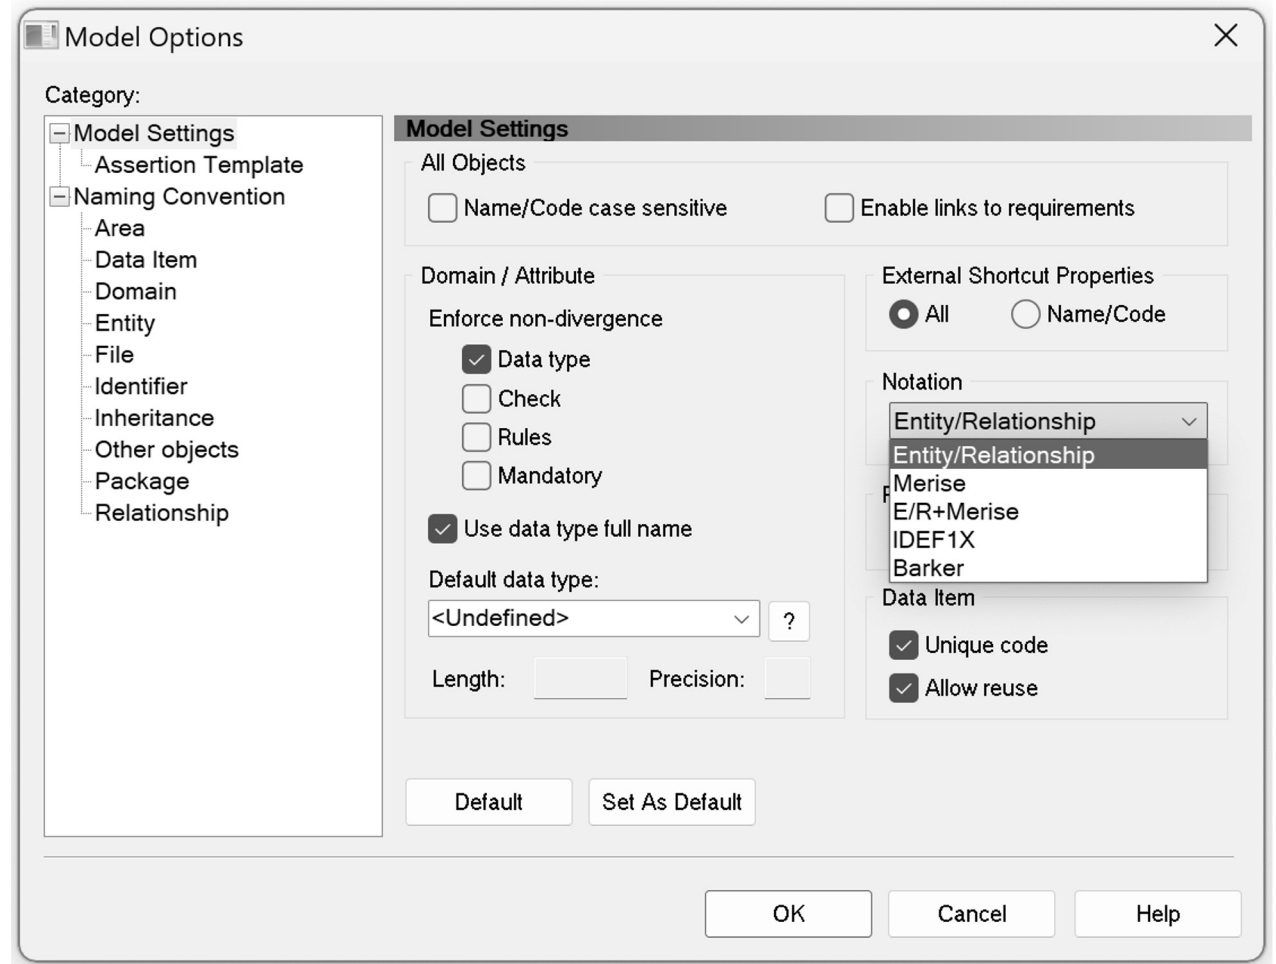 Model Options
Category:
Model Settings
Assertion Template
Naming Convention
Area
Data Item
Domain
Entity
File
Identifier
Inheritance
Other objects
Package
Relationship
Model Settings
All Objects
Name/Code case sensitive
Enable links to requirements
Domain / Attribute
Enforce non-divergence
Data type
Check
Rules
Mandatory
Use data type full name
Default data type:
<Undefined>
?
Length:
Precision:
External Shortcut Properties
All
Name/Code
Notation
Entity/Relationship
Entity/Relationship
Merise
E/R+Merise
IDEF1X
Barker
Data Item
Unique code
Allow reuse
Default
Set As Default
OK
Cancel
Help